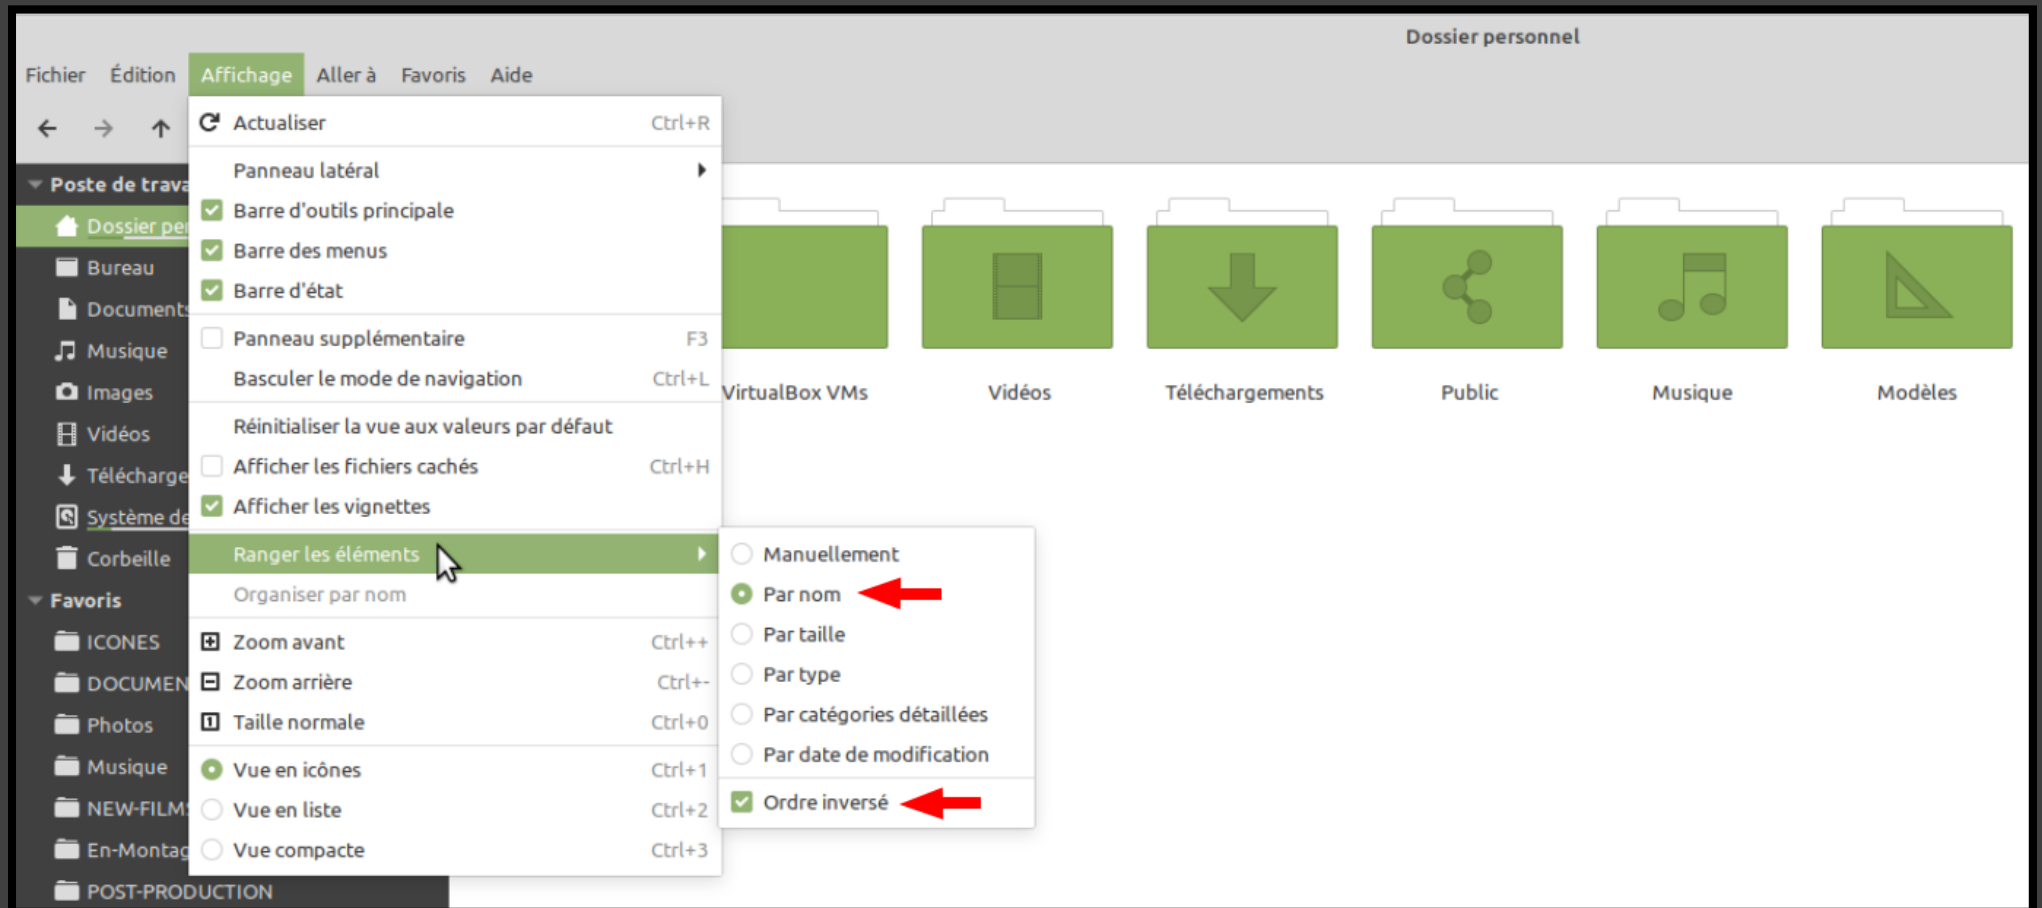 Dossier personnel
Fichier Édition Affichage Aller à Favoris Aide
Actualiser Ctrl+R
Panneau latéral
Barre d'outils principale
Barre des menus
Barre d'état
Panneau supplémentaire F3
Basculer le mode de navigation Ctrl+L
Réinitialiser la vue aux valeurs par défaut
Afficher les fichiers cachés Ctrl+H
Afficher les vignettes
Ranger les éléments
Organiser par nom
Zoom avant Ctrl++
Zoom arrière Ctrl+-
Taille normale Ctrl+0
Vue en icônes Ctrl+1
Vue en liste Ctrl+2
Vue compacte Ctrl+3
Manuellement
Par nom
Par taille
Par type
Par catégories détaillées
Par date de modification
Ordre inversé
Poste de trava
Dossier per
Bureau
Documents
Musique
Images
Vidéos
Télécharge
Système de
Corbeille
Favoris
ICONES
DOCUMEN
Photos
Musique
NEW-FILMS
En-Montag
POST-PRODUCTION
VirtualBox VMs Vidéos Téléchargements Public Musique Modèles